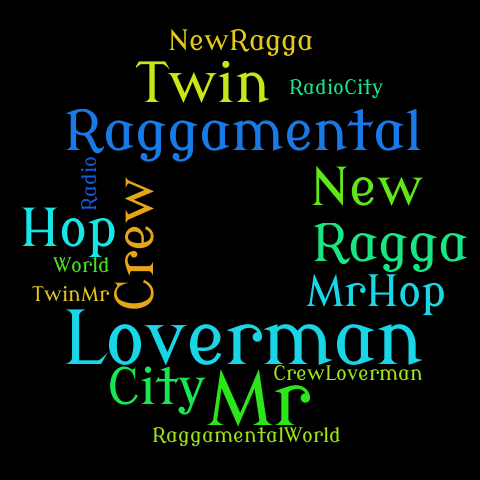 NewRagga
Twin
RadioCity
Raggamental
Radio
New
Crew
Hop
Ragga
World
MrHop
TwinMr
Loverman
CrewLoverman
City
Mr
RaggamentalWorld